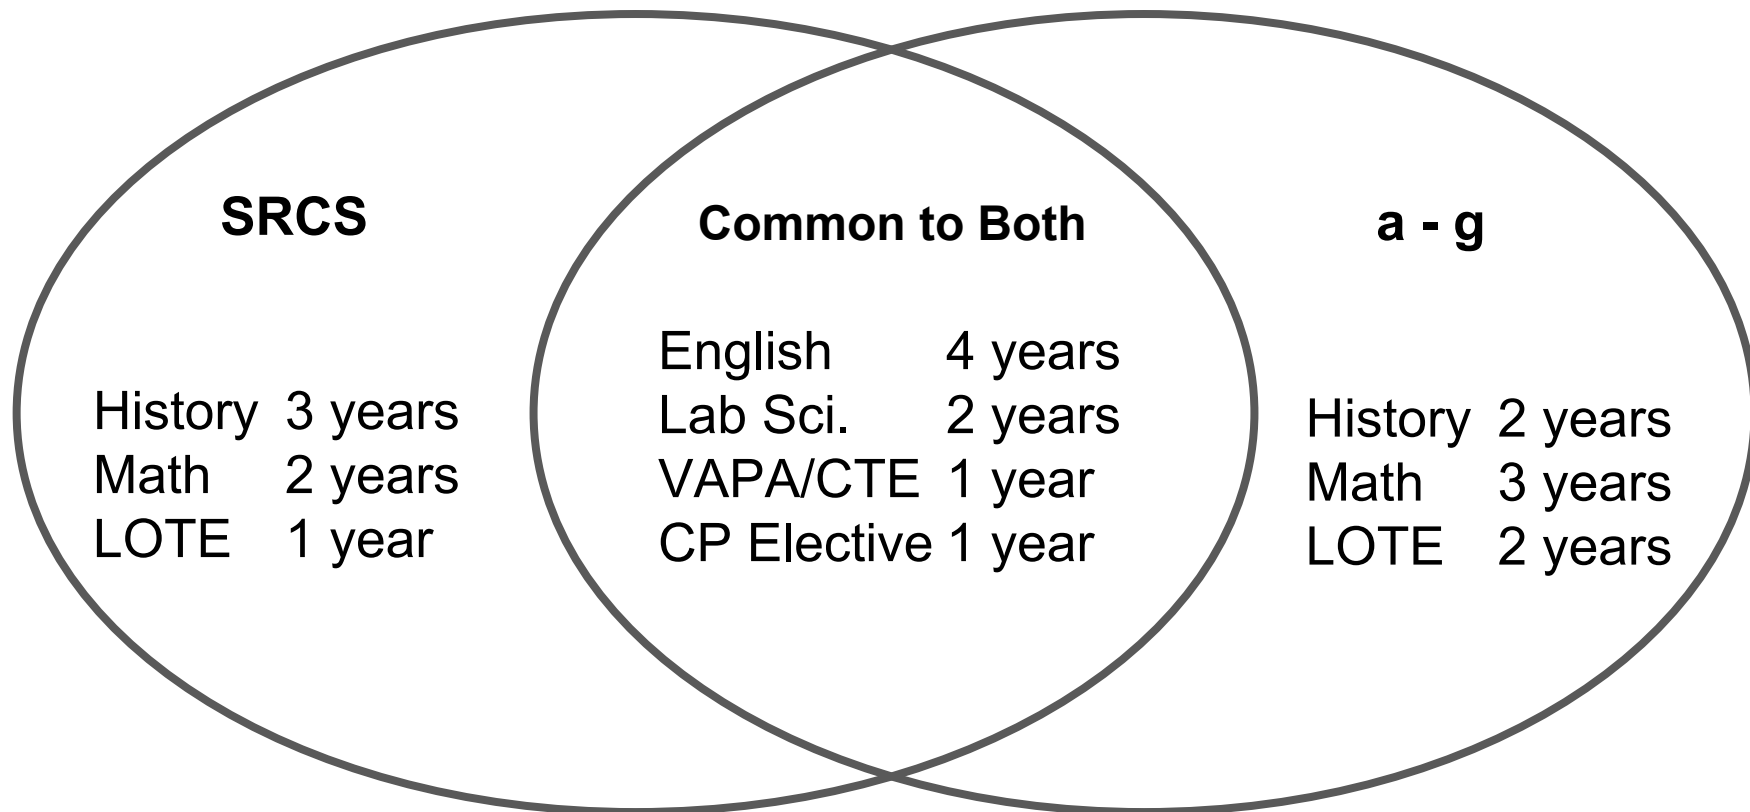 SRCS
History 3 years
Math 2 years
LOTE 1 year
Common to Both
English 4 years
Lab Sci. 2 years
VAPA/CTE 1 year
CP Elective 1 year
a - g
History 2 years
Math 3 years
LOTE 2 years